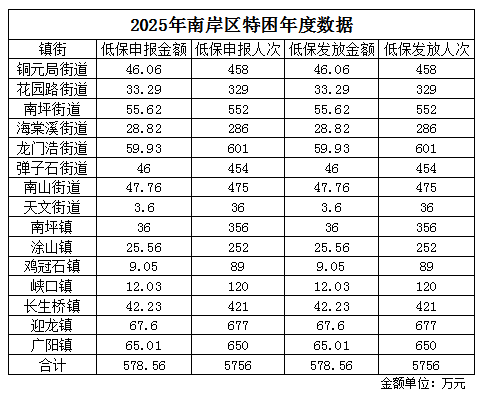 2025年南岸区特困年度数据
镇街 低保申报金额 低保申报人次 低保发放金额 低保发放人次
铜元局街道 46.06 458 46.06 458
花园路街道 33.29 329 33.29 329
南坪街道 55.62 552 55.62 552
海棠溪街道 28.82 286 28.82 286
龙门浩街道 59.93 601 59.93 601
弹子石街道 46 454 46 454
南山街道 47.76 475 47.76 475
天文街道 3.6 36 3.6 36
南坪镇 36 356 36 356
涂山镇 25.56 252 25.56 252
鸡冠石镇 9.05 89 9.05 89
峡口镇 12.03 120 12.03 120
长生桥镇 42.23 421 42.23 421
迎龙镇 67.6 677 67.6 677
广阳镇 65.01 650 65.01 650
合计 578.56 5756 578.56 5756
金额单位：万元